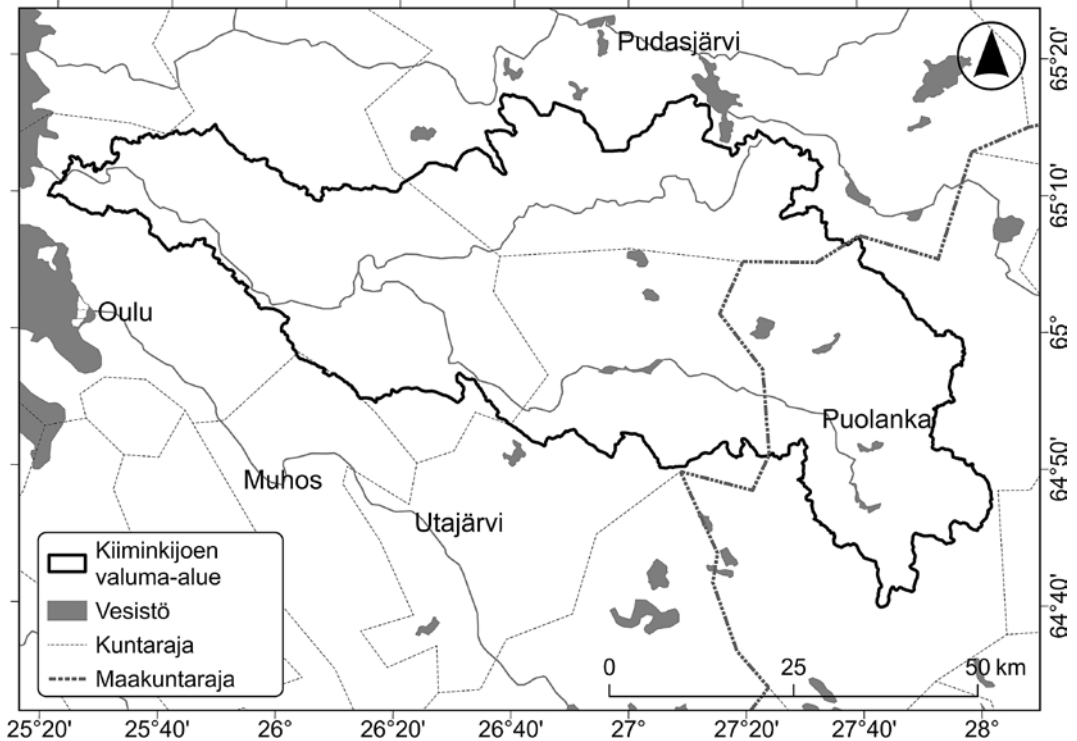 Pudasjärvi
65°20'
65°10'
Oulu
65°
Puolanka
Muhos
64°50'
Utajärvi
Kiiminkijoen
valuma-alue
Vesistö
Kuntaraja
Maakuntaraja
64°40'
0 25 50 km
25°20' 25°40' 26° 26°20' 26°40' 27° 27°20' 27°40' 28°